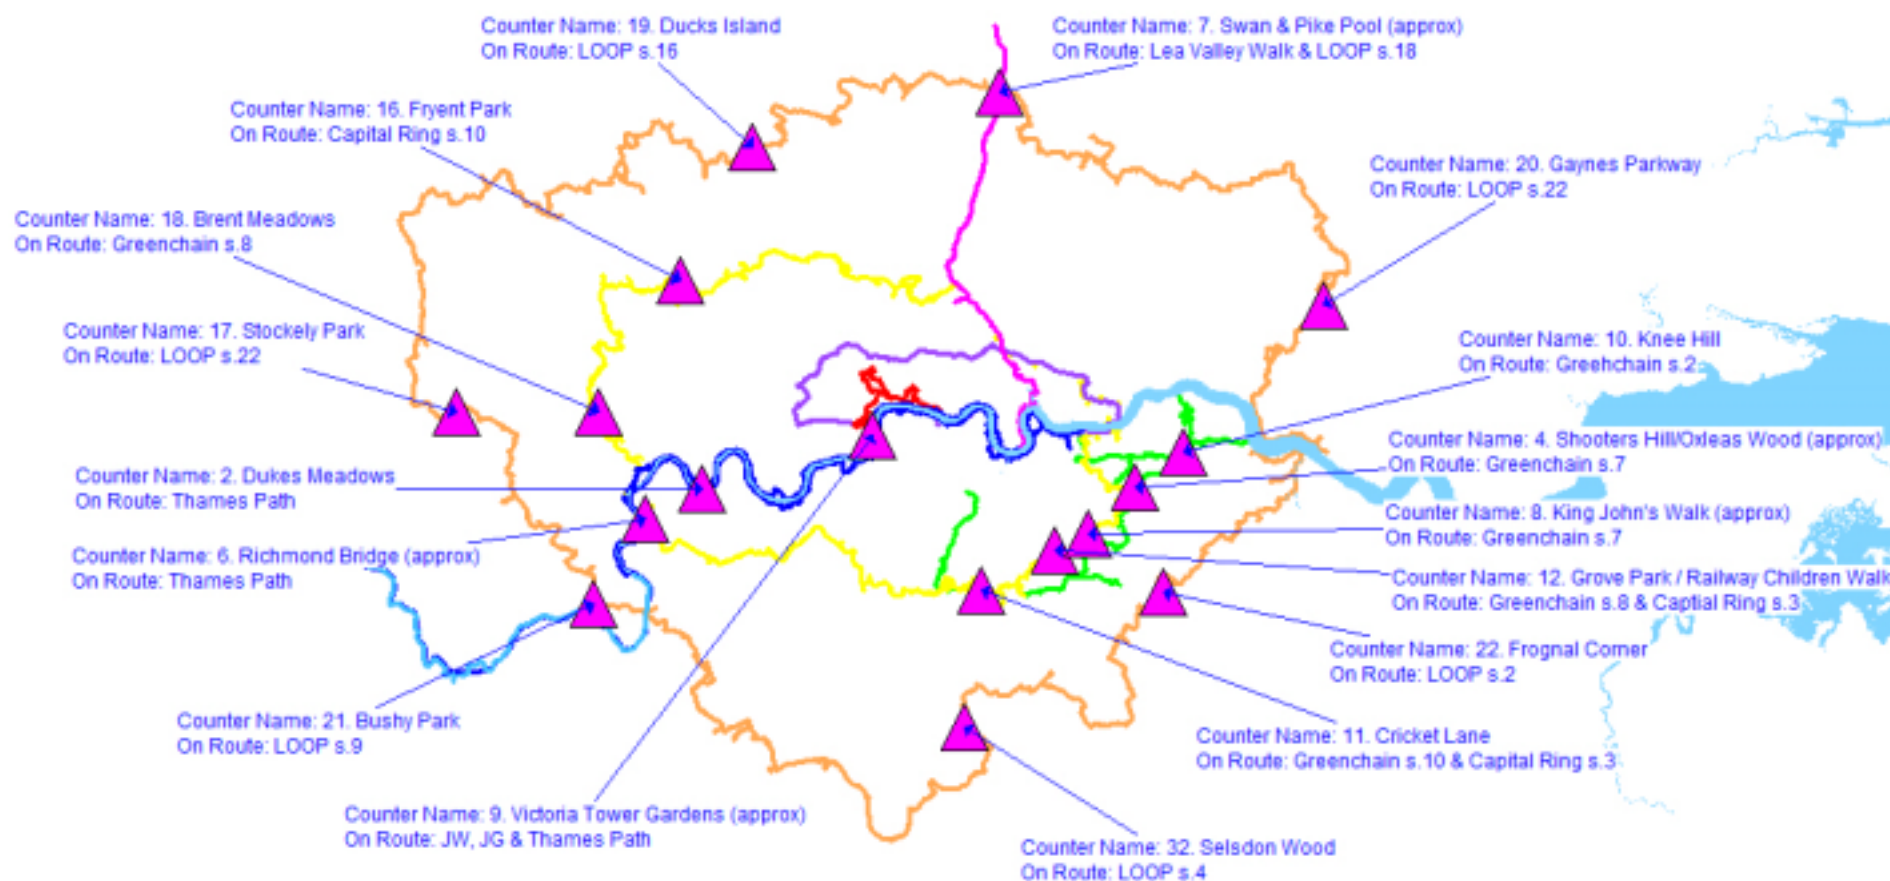 Counter Name: 19. Ducks Island
On Route: LOOP s.16
Counter Name: 7. Swan & Pike Pool (approx)
On Route: Lea Valley Walk & LOOP s.18
Counter Name: 16. Fryent Park
On Route: Capital Ring s.10
Counter Name: 20. Gaynes Parkway
On Route: LOOP s.22
Counter Name: 18. Brent Meadows
On Route: Greenchain s.8
Counter Name: 17. Stockely Park
On Route: LOOP s.22
Counter Name: 10. Knee Hill
On Route: Greehchain s.2
Counter Name: 4. Shooters Hill/Oxleas Wood (approx)
On Route: Greenchain s.7
Counter Name: 2. Dukes Meadows
On Route: Thames Path
Counter Name: 8. King John's Walk (approx)
On Route: Greenchain s.7
Counter Name: 6. Richmond Bridge (approx)
On Route: Thames Path
Counter Name: 12. Grove Park / Railway Children Walk
On Route: Greenchain s.8 & Captial Ring s.3
Counter Name: 22. Frognal Corner
On Route: LOOP s.2
Counter Name: 21. Bushy Park
On Route: LOOP s.9
Counter Name: 11. Cricket Lane
On Route: Greenchain s.10 & Capital Ring s.3
Counter Name: 9. Victoria Tower Gardens (approx)
On Route: JW, JG & Thames Path
Counter Name: 32. Selsdon Wood
On Route: LOOP s.4